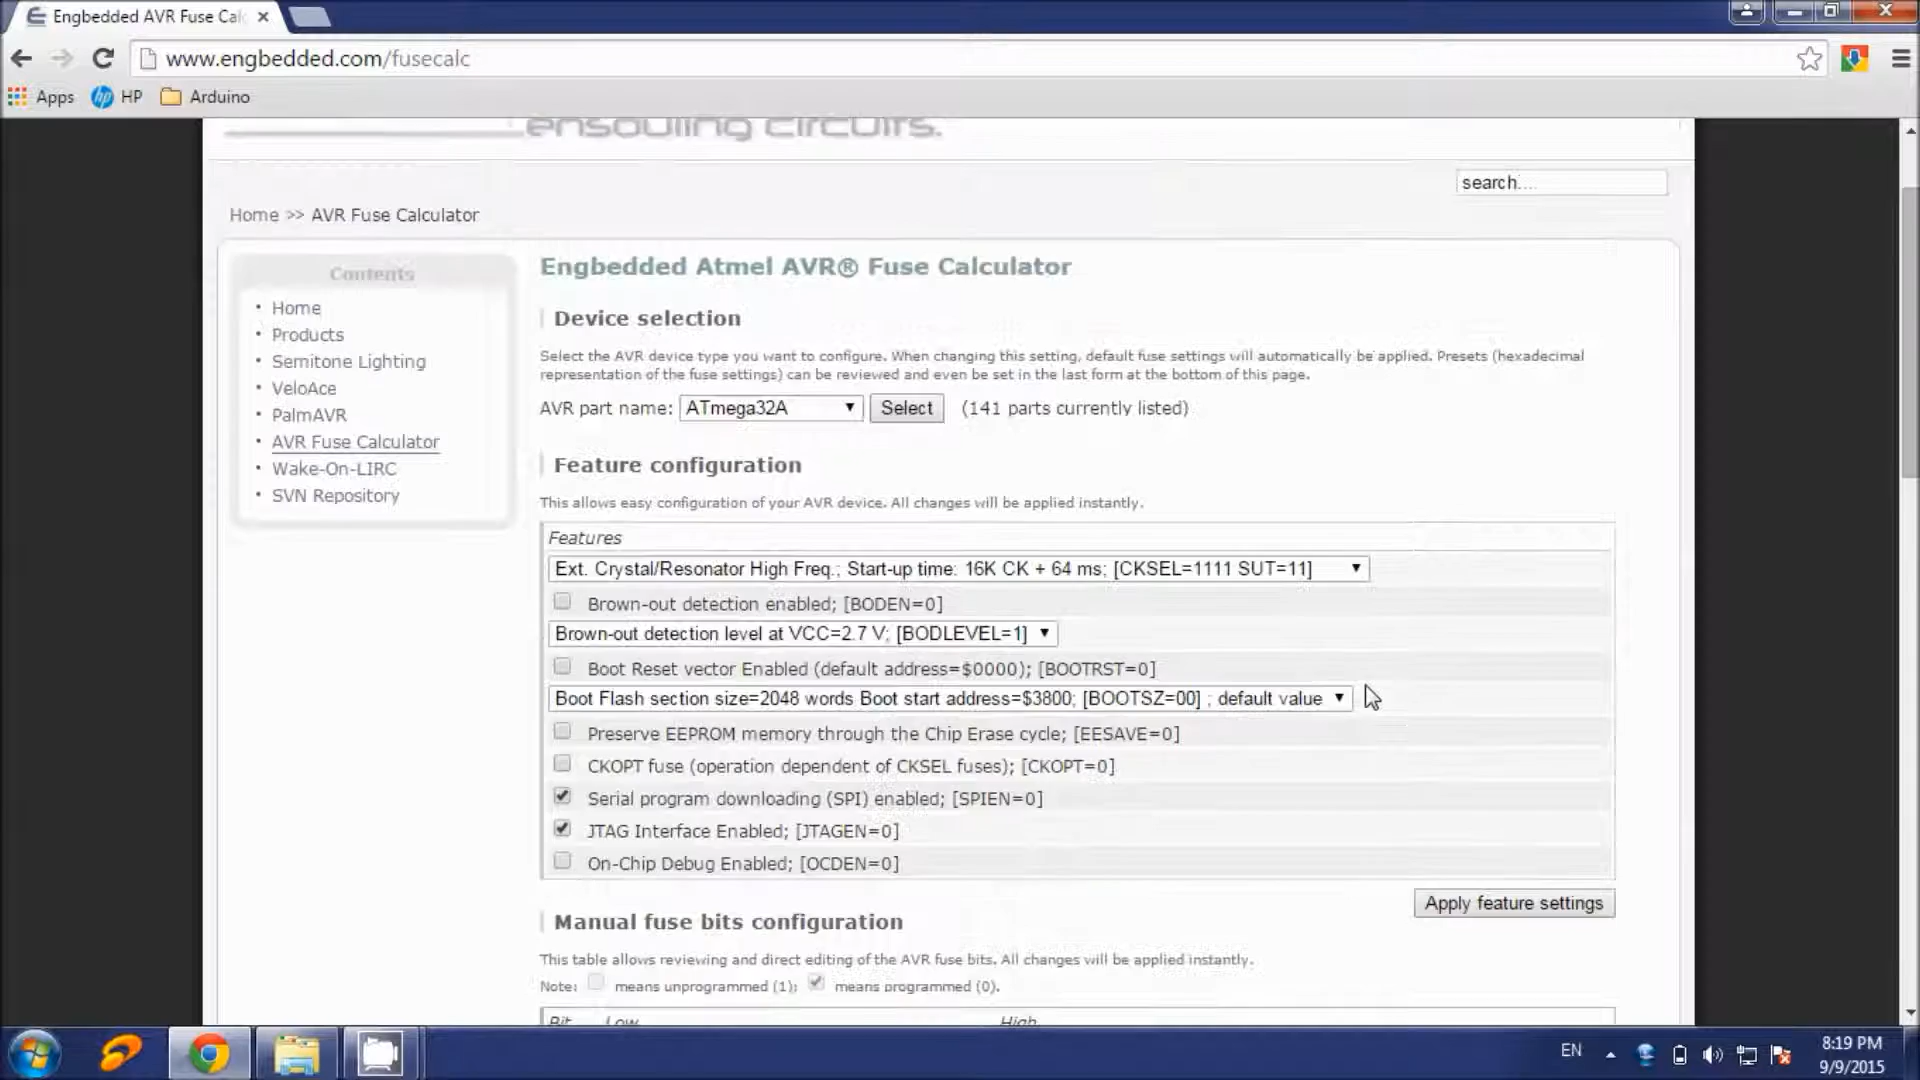 Engbedded AVR Fuse Cal
www.engbedded.com/fusecalc
Apps HP Arduino
ensouling circuits.
search....
Home >> AVR Fuse Calculator
Contents
• Home
• Products
• Semitone Lighting
• VeloAce
• PalmAVR
• AVR Fuse Calculator
• Wake-On-LIRC
• SVN Repository
Engbedded Atmel AVR® Fuse Calculator
Device selection
Select the AVR device type you want to configure. When changing this setting, default fuse settings will automatically be applied. Presets (hexadecimal
representation of the fuse settings) can be reviewed and even be set in the last form at the bottom of this page.
AVR part name: ATmega32A Select (141 parts currently listed)
Feature configuration
This allows easy configuration of your AVR device. All changes will be applied instantly.
Features
Ext. Crystal/Resonator High Freq.; Start-up time: 16K CK + 64 ms; [CKSEL=1111 SUT=11]
Brown-out detection enabled; [BODEN=0]
Brown-out detection level at VCC=2.7 V; [BODLEVEL=1]
Boot Reset vector Enabled (default address=$0000); [BOOTRST=0]
Boot Flash section size=2048 words Boot start address=$3800; [BOOTSZ=00] ; default value
Preserve EEPROM memory through the Chip Erase cycle; [EESAVE=0]
CKOPT fuse (operation dependent of CKSEL fuses); [CKOPT=0]
Serial program downloading (SPI) enabled; [SPIEN=0]
JTAG Interface Enabled; [JTAGEN=0]
On-Chip Debug Enabled; [OCDEN=0]
Apply feature settings
Manual fuse bits configuration
This table allows reviewing and direct editing of the AVR fuse bits. All changes will be applied instantly.
Note: means unprogrammed (1); means programmed (0).
Bit Low High
EN
8:19 PM
9/9/2015